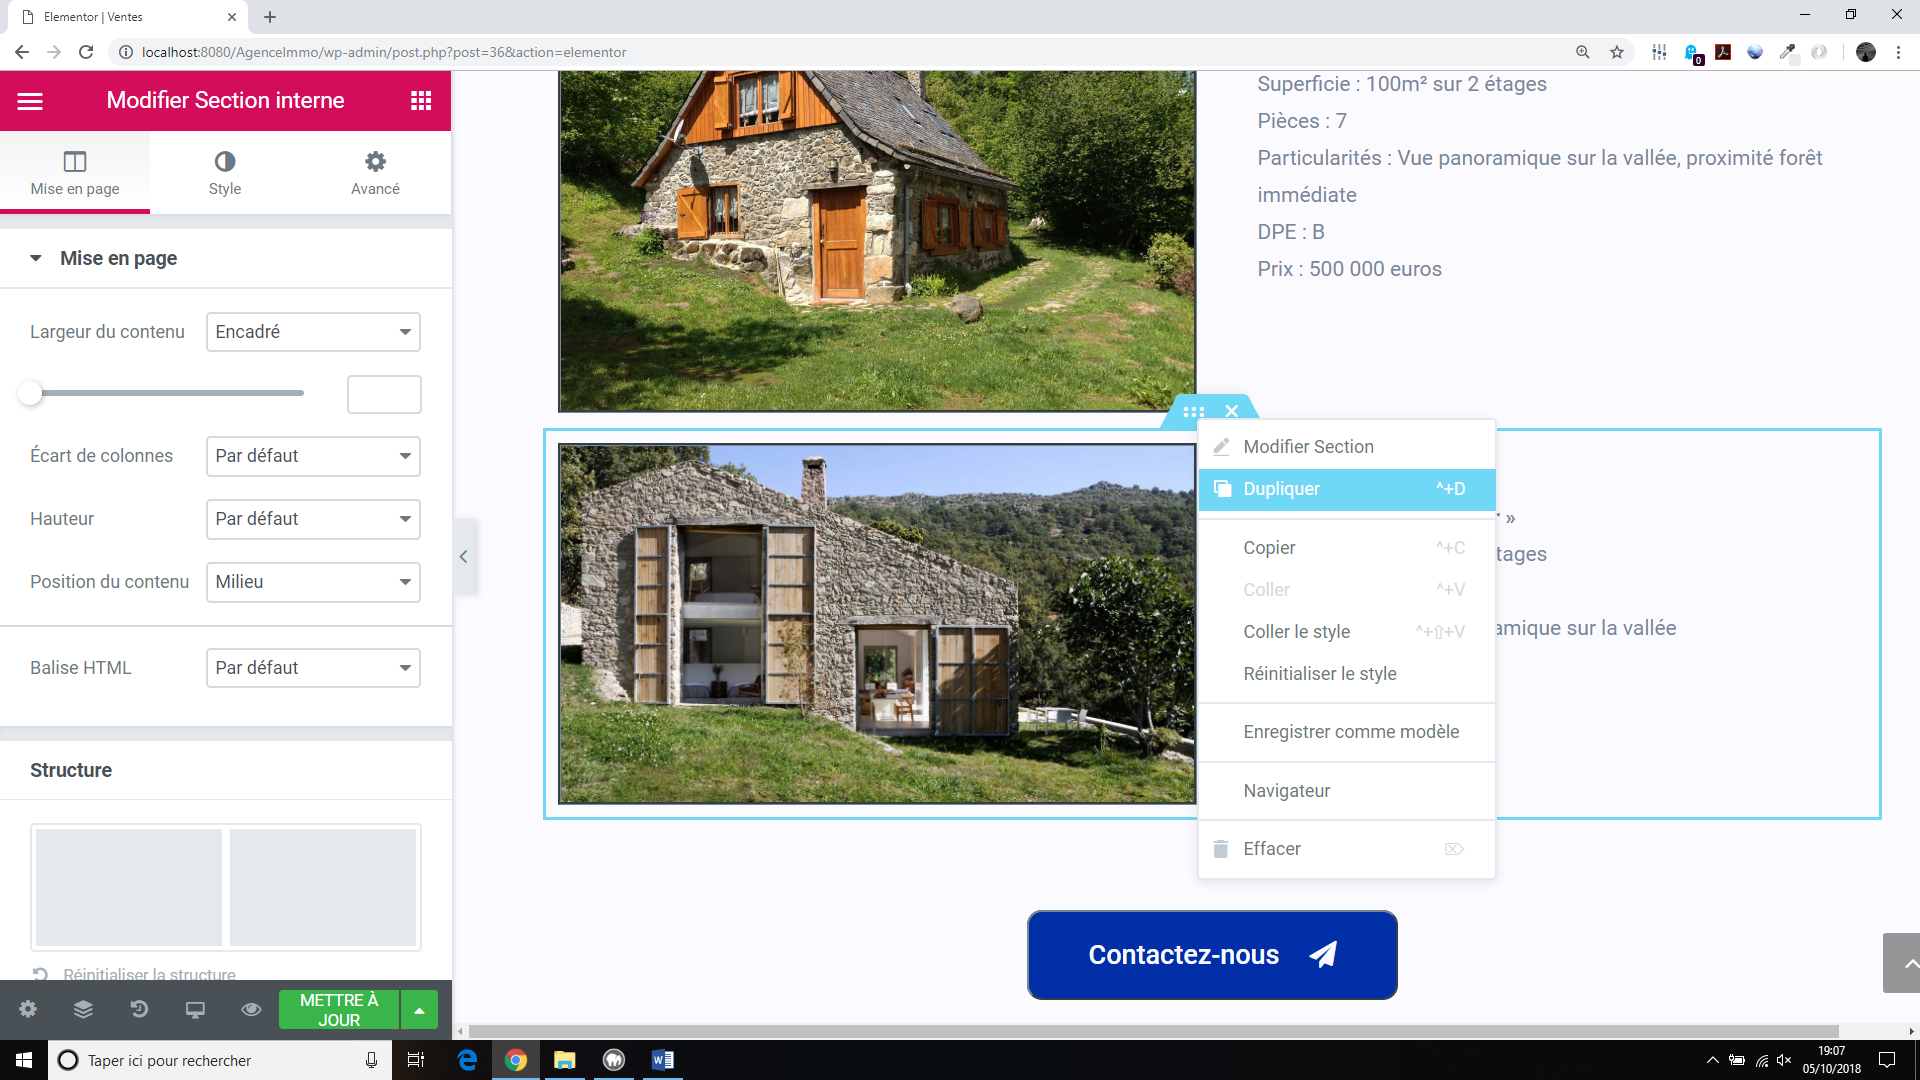 Elementor | Ventes
localhost:8080/AgenceImmo/wp-admin/post.php?post=36&action=elementor
0
Modifier Section interne
Mise en page
Style
Avancé
Mise en page
Largeur du contenu
Encadré
Écart de colonnes
Par défaut
Hauteur
Par défaut
Position du contenu
Milieu
Balise HTML
Par défaut
Structure
Réinitialiser la structure
METTRE À
JOUR
Superficie : 100m² sur 2 étages
Pièces : 7
Particularités : Vue panoramique sur la vallée, proximité forêt
immédiate
DPE : B
Prix : 500 000 euros
Modifier Section
Dupliquer ^+D
Copier ^+C
Coller ^+V
Coller le style ^+⇧+V
Réinitialiser le style
Enregistrer comme modèle
Navigateur
Effacer ⌦
»
tages
amique sur la vallée
Contactez-nous
Taper ici pour rechercher
19:07
05/10/2018